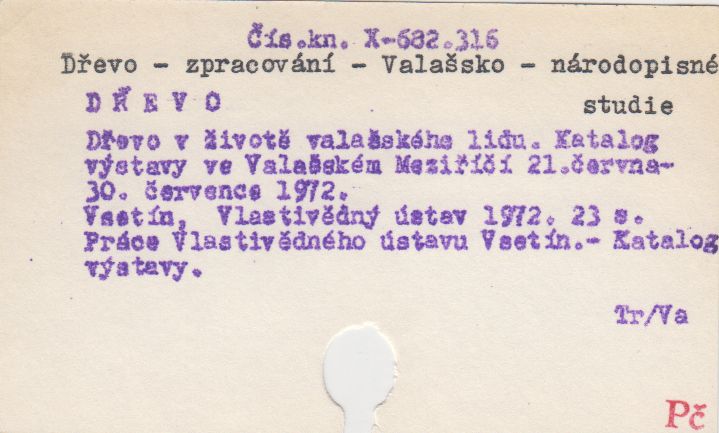 Čís.kn. X-682.316
Dřevo - zpracování - Valašsko - národopisné
studie
DŘEVO
Dřevo v životě valašského lidu. Katalog
výstavy ve Valašském Meziříčí 21.června-
30. července 1972.
Vsetín, Vlastivědný ústav 1972. 23 s.
Práce Vlastivědného ústavu Vsetín.- Katalog
výstavy.
Tr/Va
Pč